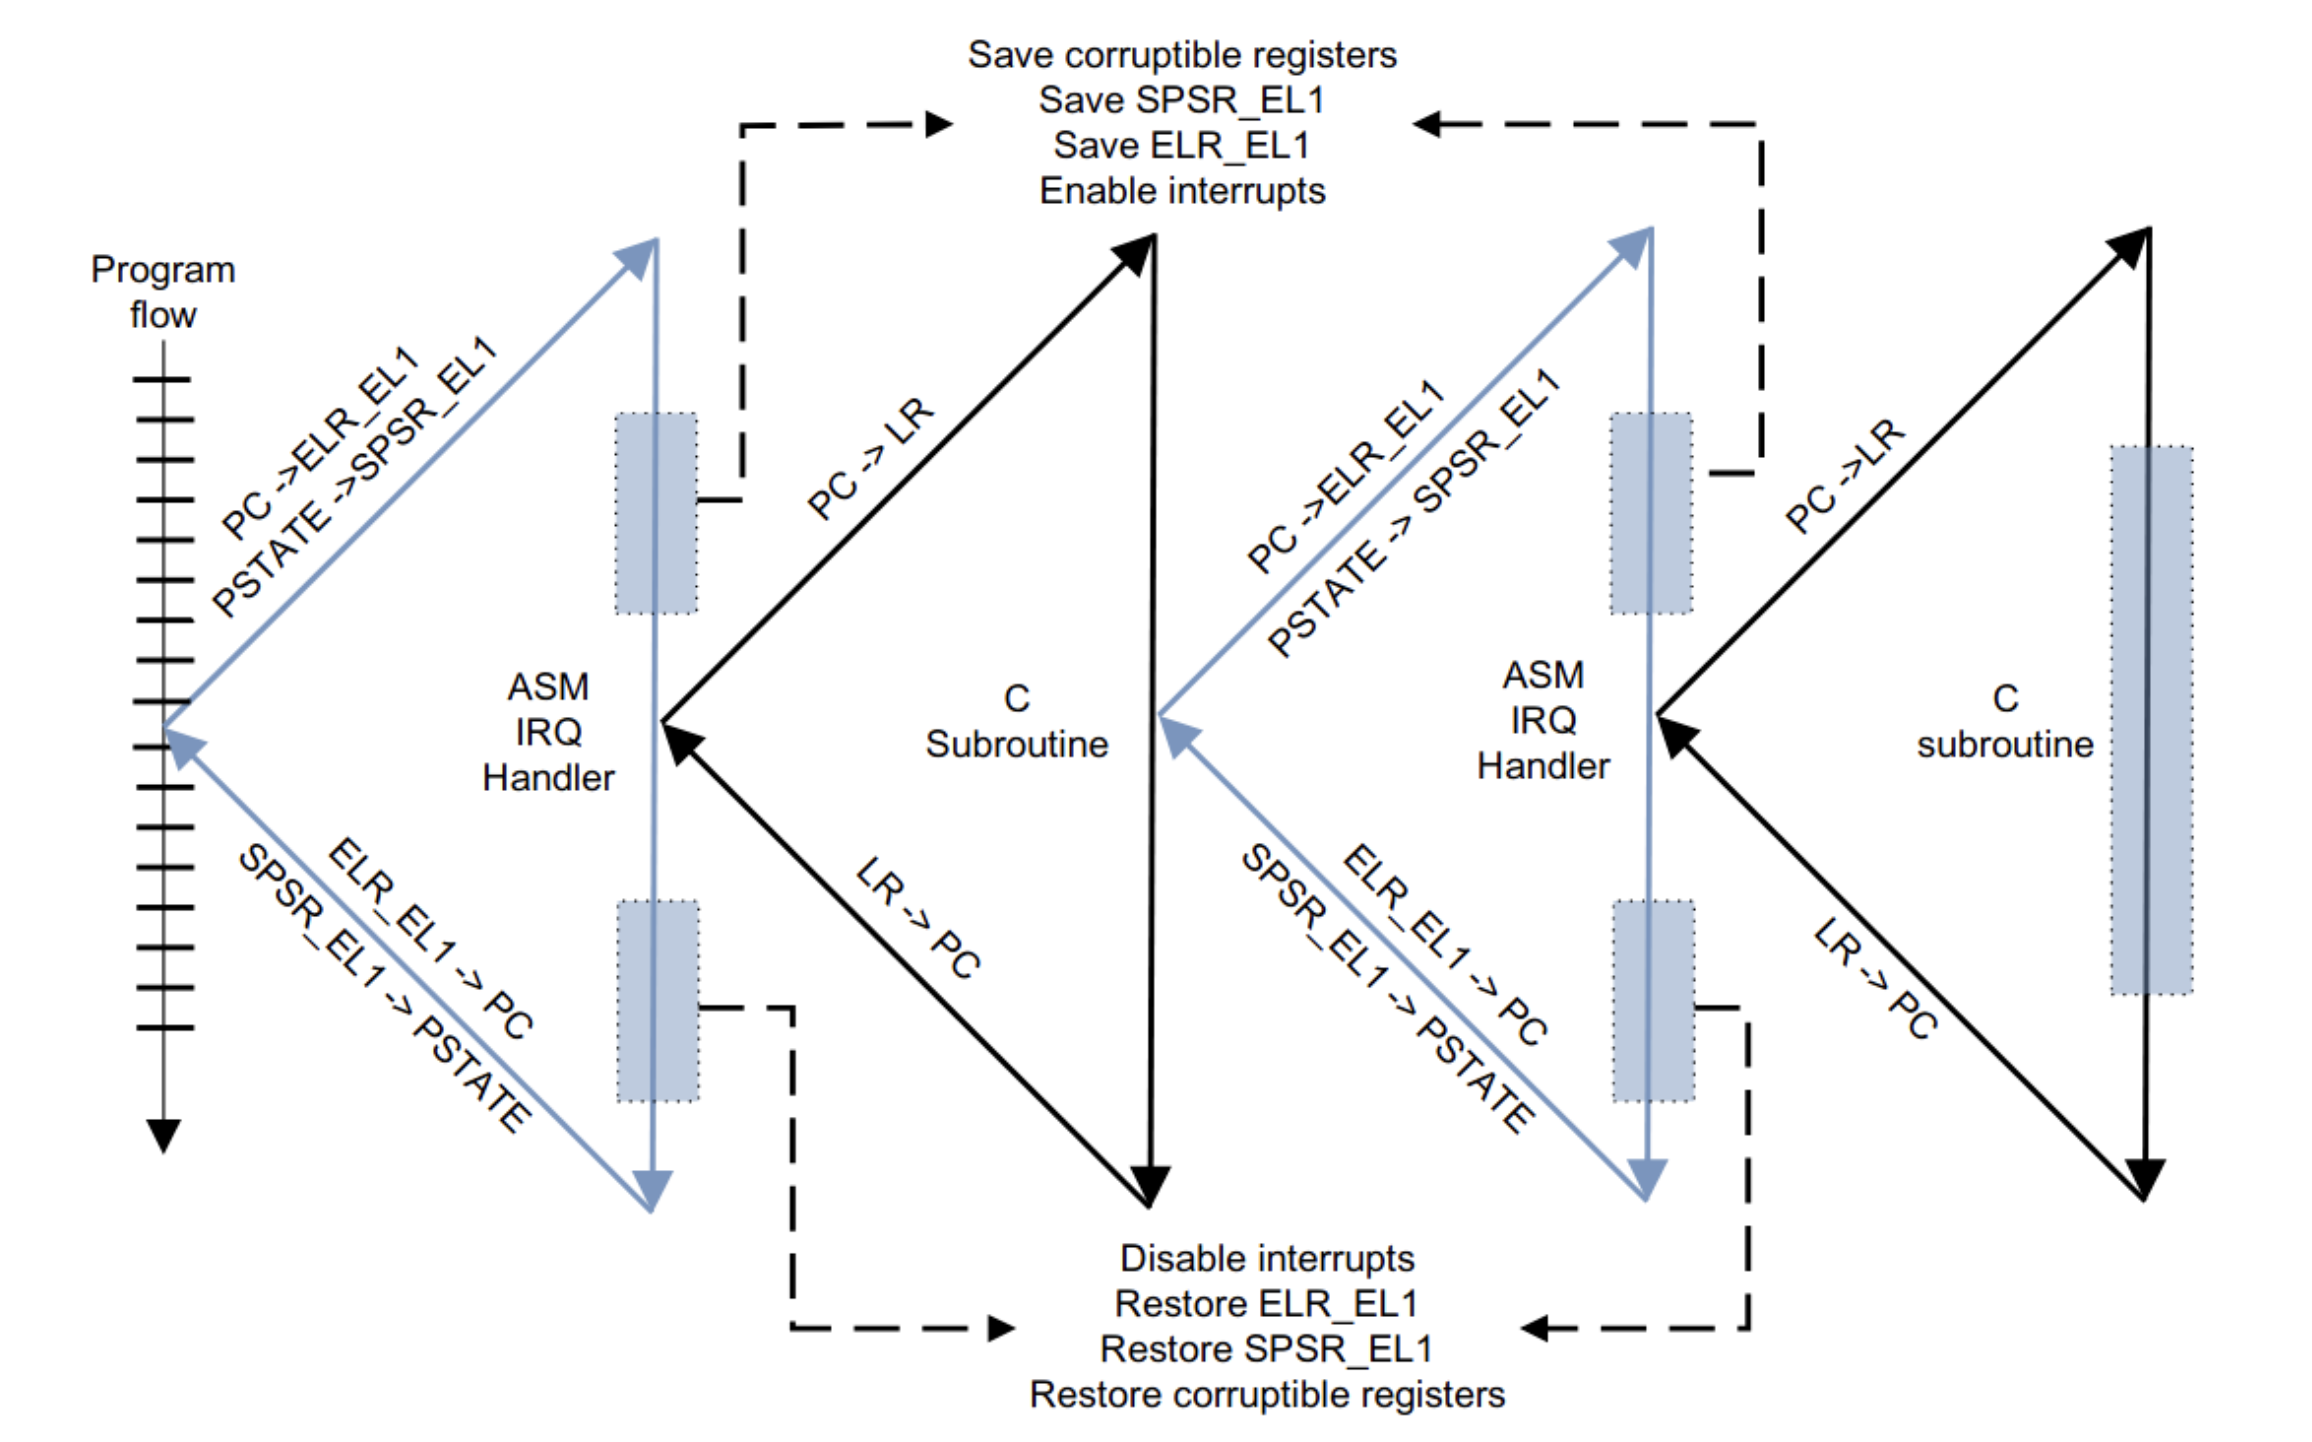 Save corruptible registers
Save SPSR_EL1
Save ELR_EL1
Enable interrupts
Program
flow
PC ->ELR_EL1
PSTATE ->SPSR_EL1
ASM
IRQ
Handler
ELR_EL1 -> PC
SPSR_EL1 -> PSTATE
PC -> LR
C
Subroutine
LR -> PC
PC ->ELR_EL1
PSTATE -> SPSR_EL1
ASM
IRQ
Handler
ELR_EL1 -> PC
SPSR_EL1 -> PSTATE
PC ->LR
C
subroutine
LR -> PC
Disable interrupts
Restore ELR_EL1
Restore SPSR_EL1
Restore corruptible registers